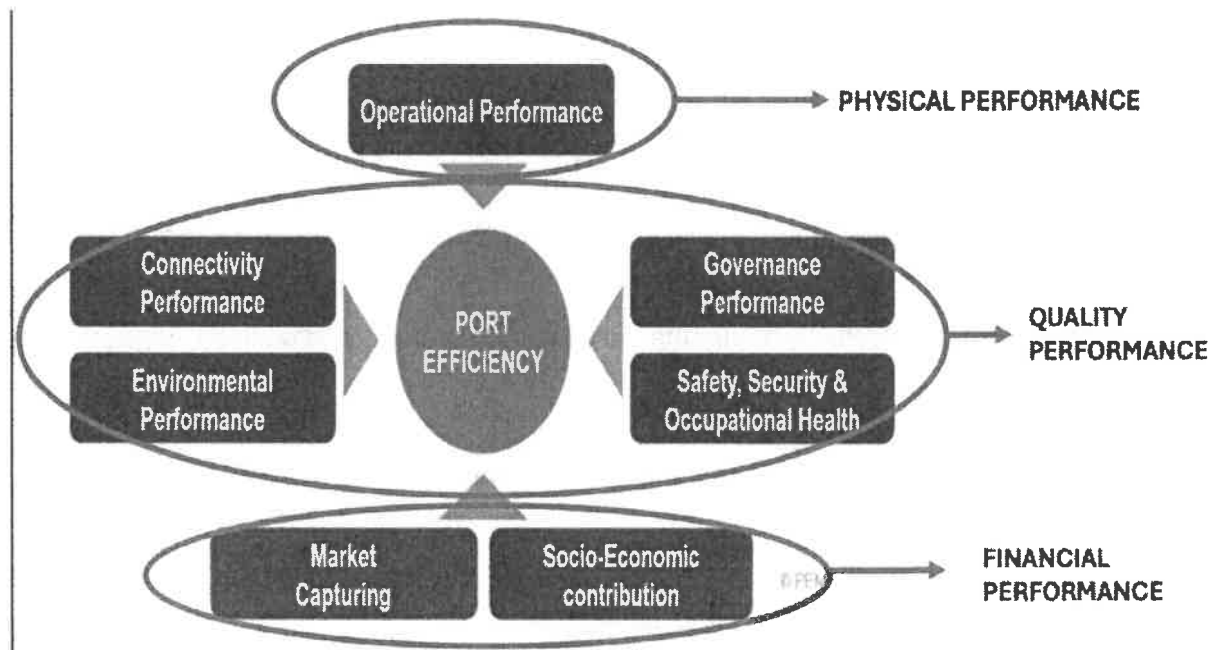 Operational Performance
PHYSICAL PERFORMANCE
Connectivity
Performance
Governance
Performance
PORT
EFFICIENCY
QUALITY
PERFORMANCE
Environmental
Performance
Safety, Security &
Occupational Health
Market
Capturing
Socio-Economic
contribution
FINANCIAL
PERFORMANCE